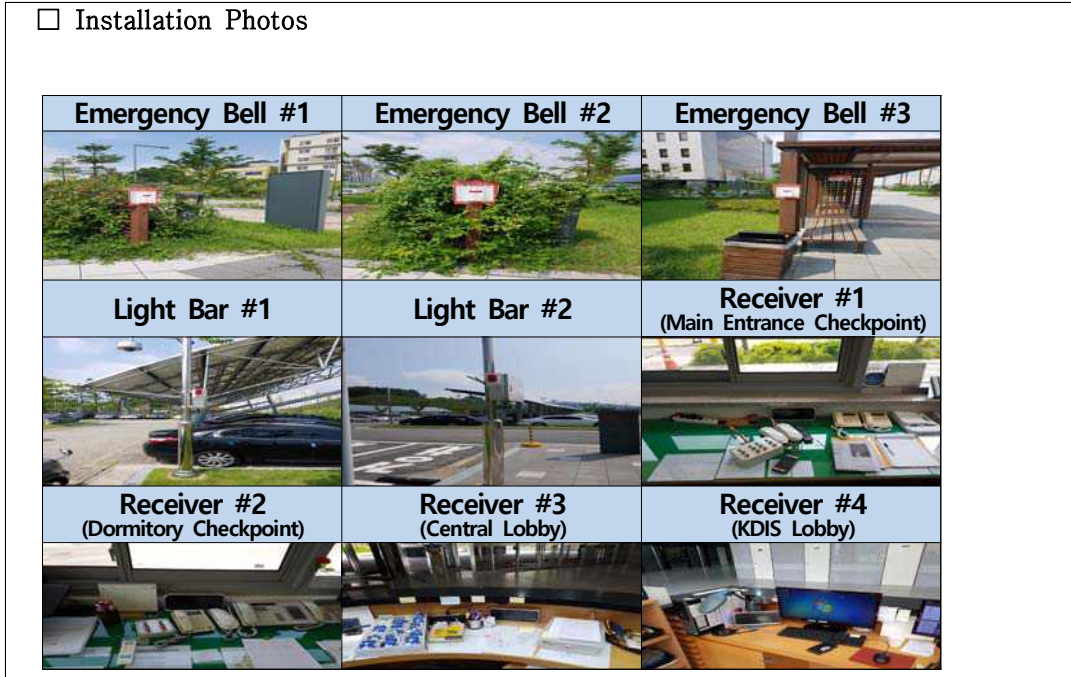 □ Installation Photos
Emergency Bell #1
Emergency Bell #2
Emergency Bell #3
Light Bar #1
Light Bar #2
Receiver #1
(Main Entrance Checkpoint)
Receiver #2
(Dormitory Checkpoint)
Receiver #3
(Central Lobby)
Receiver #4
(KDIS Lobby)